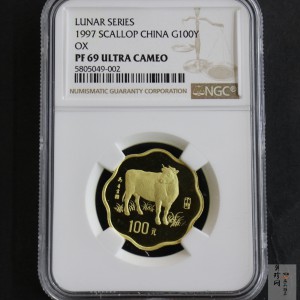 LUNAR SERIES
1997 SCALLOP CHINA G100Y
OX
PF 69 ULTRA CAMEO
5805049-002
NUMISMATIC GUARANTY CORPORATION
NGC
100元